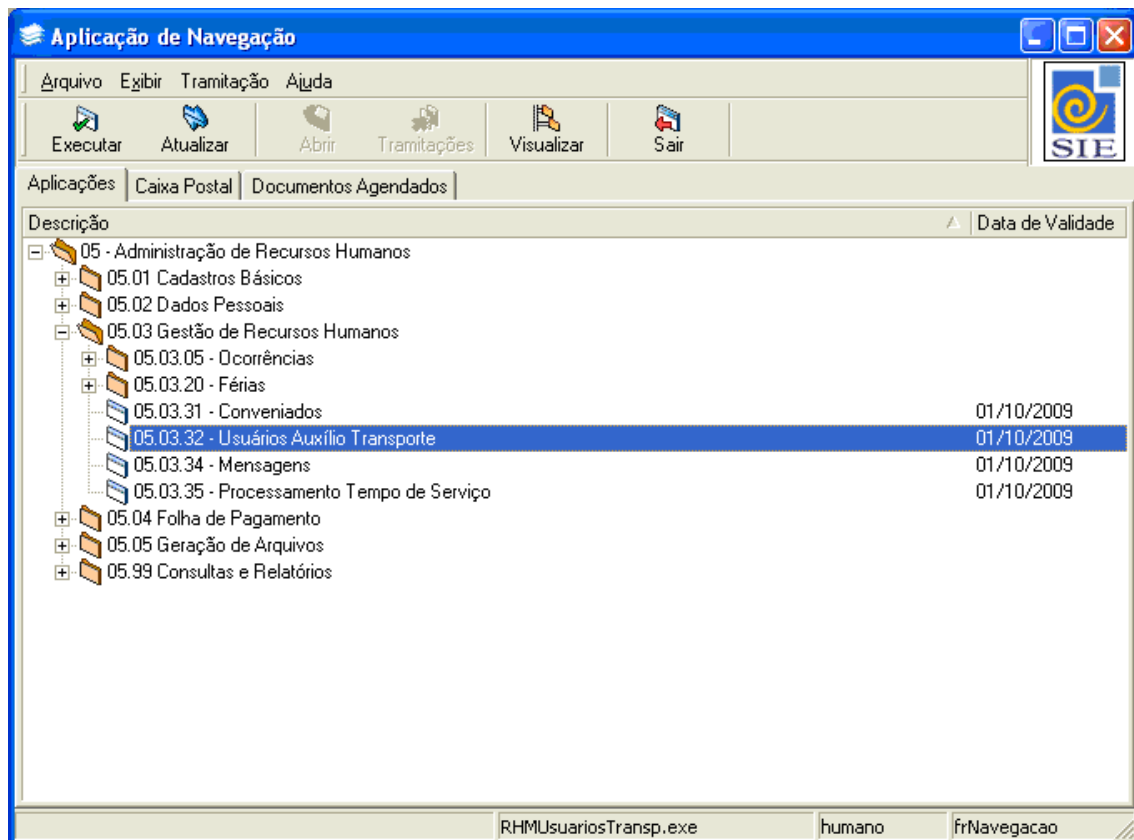 Aplicação de Navegação
Arquivo Exibir Tramitação Ajuda
Executar Atualizar Abrir Tramitações Visualizar Sair
SIE
Aplicações Caixa Postal Documentos Agendados
Descrição Data de Validade
05 - Administração de Recursos Humanos
05.01 Cadastros Básicos
05.02 Dados Pessoais
05.03 Gestão de Recursos Humanos
05.03.05 - Ocorrências
05.03.20 - Férias
05.03.31 - Conveniados 01/10/2009
05.03.32 - Usuários Auxílio Transporte 01/10/2009
05.03.34 - Mensagens 01/10/2009
05.03.35 - Processamento Tempo de Serviço 01/10/2009
05.04 Folha de Pagamento
05.05 Geração de Arquivos
05.99 Consultas e Relatórios
RHMUsuariosTransp.exe humano frNavegacao